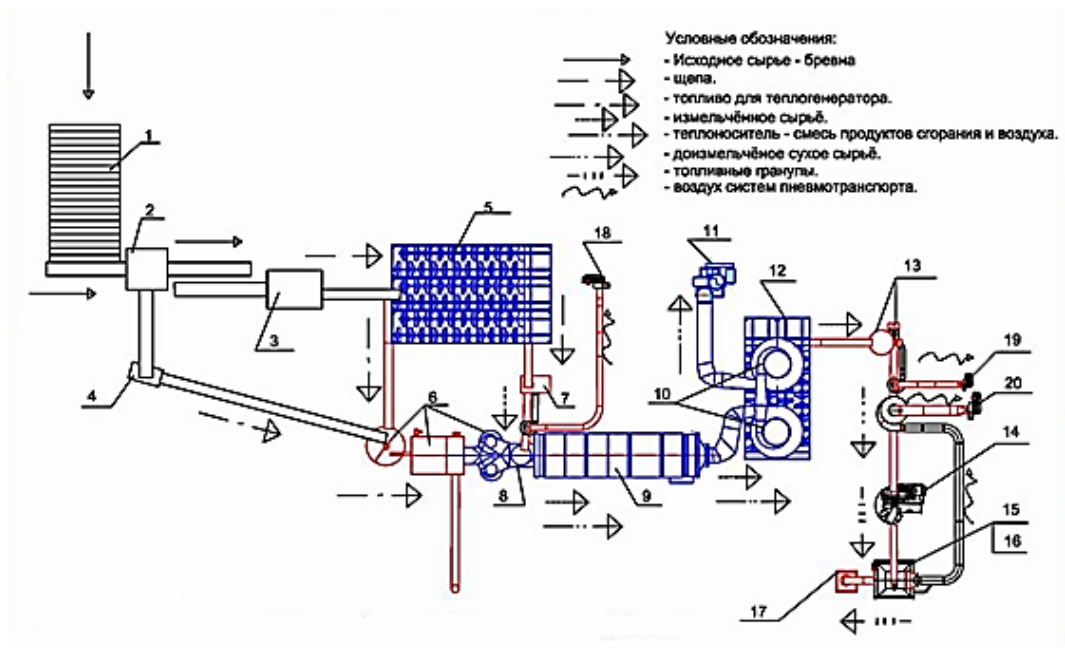 Условные обозначения:
- Исходное сырье - бревна
- щепа.
- топливо для теплогенератора.
- измельчённое сырьё.
- теплоноситель - смесь продуктов сгорания и воздуха.
- доизмельчёное сухое сырьё.
- топливные гранулы.
- воздух систем пневмотранспорта.
1
2
3
4
5
6
7
8
9
10
11
12
13
14
15
16
17
18
19
20